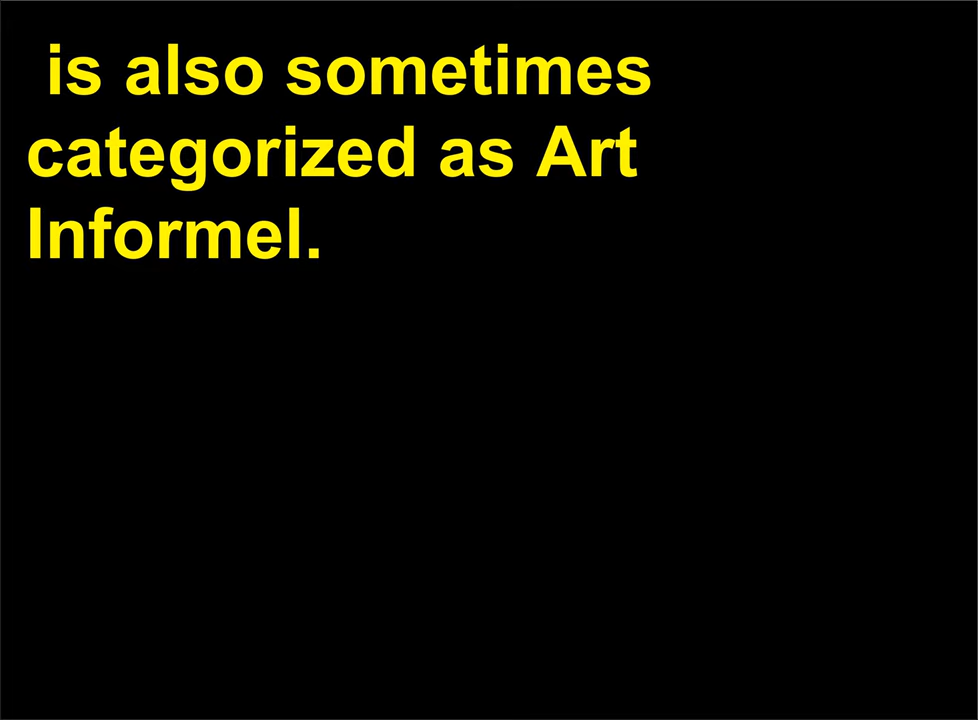 is also sometimes
categorized as Art
Informel.